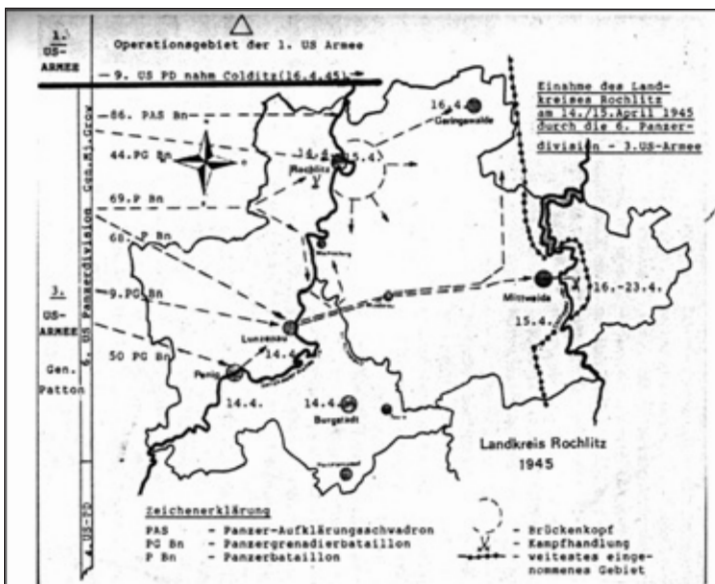 1.
US-
ARMEE
Operationsgebiet der 1. US Armee
9. US PD nahm Colditz(16.4.45)
Einahme des Land-
kreises Rochlitz
am 14./15.April 1945
durch die 6. Panzer-
division - 3.US-Armee
86. PAS Bn
44.PG Bn
69.P Bn
68. P Bn
9.PG Bn
50 PG Bn
6. US Panzerdivision Gen.Mj.Grow
3.
US-
ARMEE
Gen.
Patton
4.US-PD
16.4.
Geringswalde
14.4.
15.4.
Rochlitz
Mittweida
16.-23.4.
15.4.
Lunzenau
14.4.
Penig
14.4.
14.4.
Burgstädt
Landkreis Rochlitz
1945
Zeichenerklärung
PAS - Panzer-Aufklärungsschwadron
PG Bn - Panzergrenadierbataillon
P Bn - Panzerbataillon
- Brückenkopf
- Kampfhandlung
- weitestes einge-
nommenes Gebiet